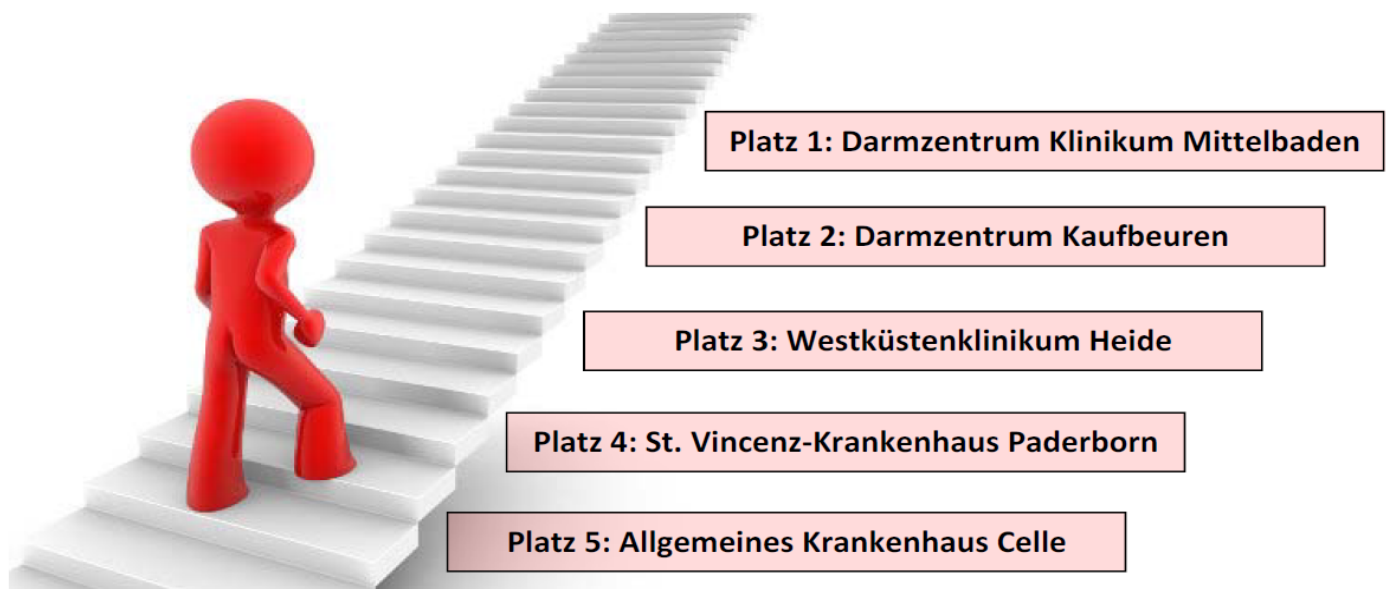 Platz 1: Darmzentrum Klinikum Mittelbaden
Platz 2: Darmzentrum Kaufbeuren
Platz 3: Westküstenklinikum Heide
Platz 4: St. Vincenz-Krankenhaus Paderborn
Platz 5: Allgemeines Krankenhaus Celle